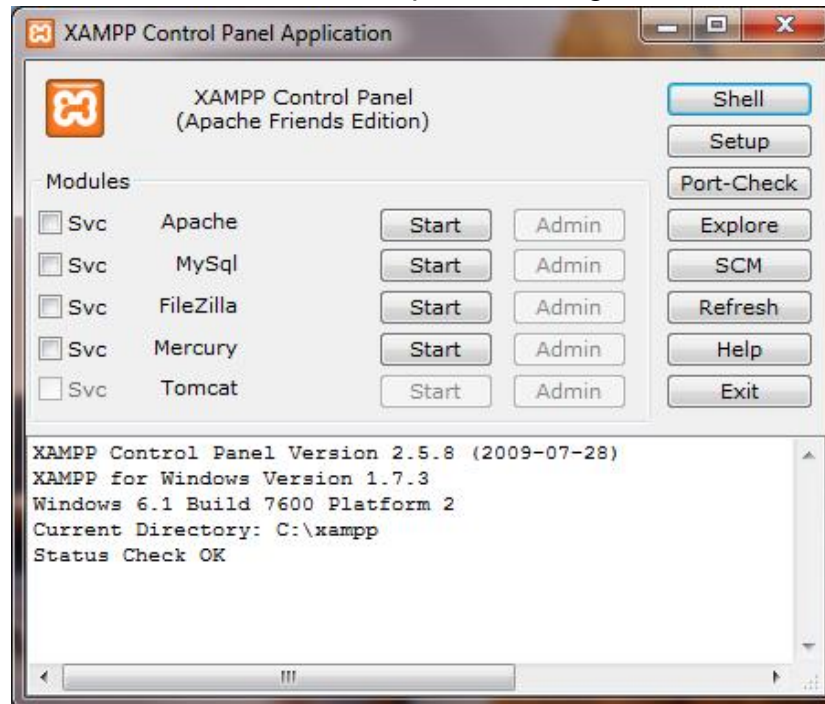 XAMPP Control Panel Application
XAMPP Control Panel
(Apache Friends Edition)
Shell
Setup
Modules
Port-Check
Svc Apache Start Admin Explore
Svc MySql Start Admin SCM
Svc FileZilla Start Admin Refresh
Svc Mercury Start Admin Help
Svc Tomcat Start Admin Exit
XAMPP Control Panel Version 2.5.8 (2009-07-28)
XAMPP for Windows Version 1.7.3
Windows 6.1 Build 7600 Platform 2
Current Directory: C:\xampp
Status Check OK